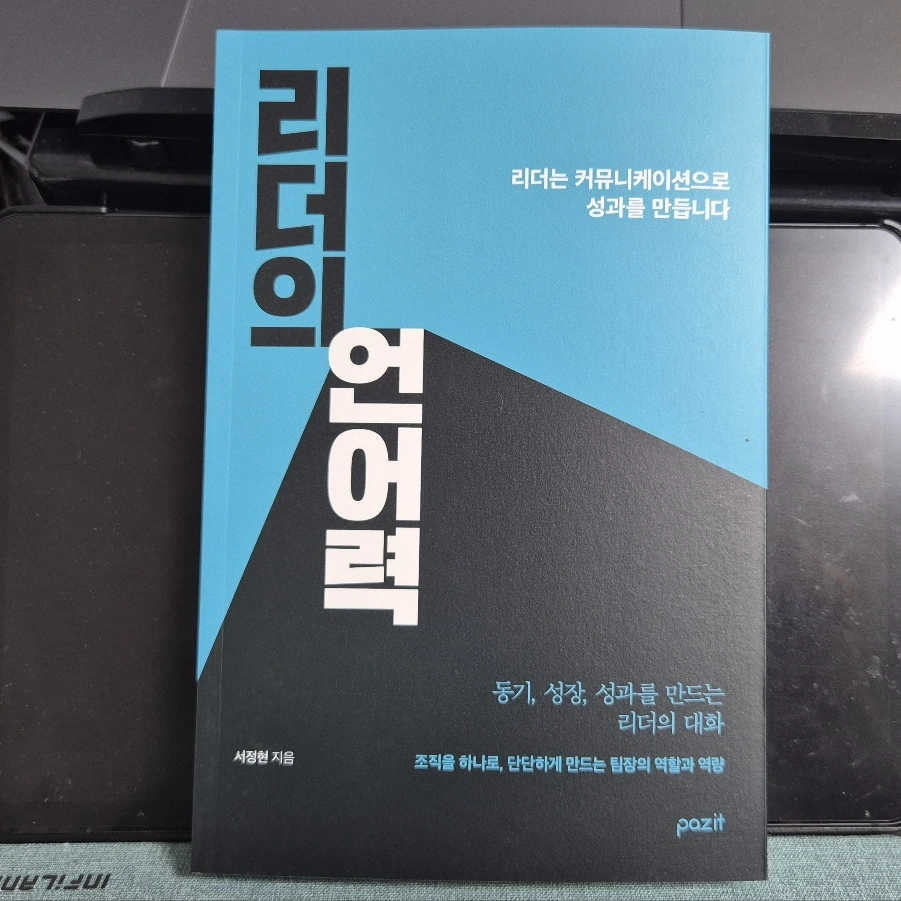 리더의
언어력
리더는 커뮤니케이션으로
성과를 만듭니다
동기, 성장, 성과를 만드는
리더의 대화
서정현 지음
조직을 하나로, 단단하게 만드는 팀장의 역할과 역량
pazit